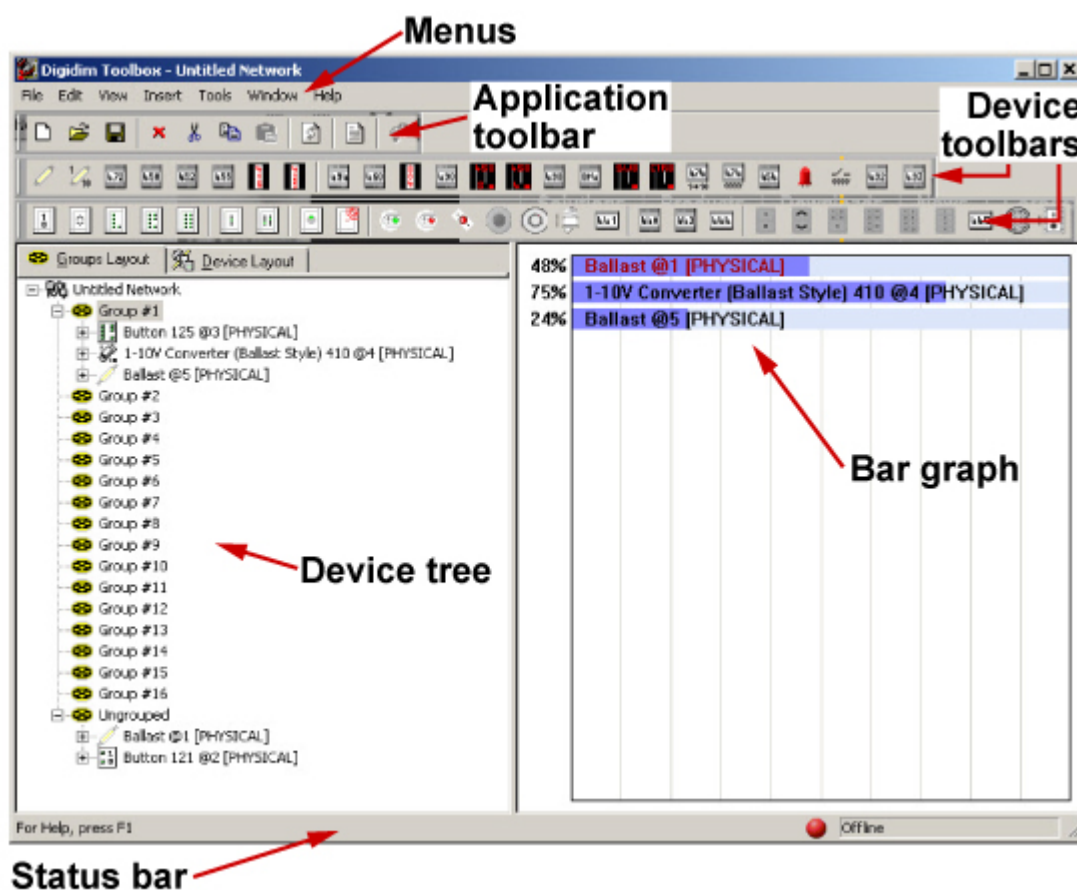 Menus
Digidim Toolbox - Untitled Network
File Edit View Insert Tools Window Help
Application
toolbar
Device
toolbars
Groups Layout Device Layout
Untitled Network
Group #1
Button 125 @3 [PHYSICAL]
1-10V Converter (Ballast Style) 410 @4 [PHYSICAL]
Ballast @5 [PHYSICAL]
Group #2
Group #3
Group #4
Group #5
Group #6
Group #7
Group #8
Group #9
Group #10
Group #11
Group #12
Group #13
Group #14
Group #15
Group #16
Ungrouped
Ballast @1 [PHYSICAL]
Button 121 @2 [PHYSICAL]
Device tree
48% Ballast @1 [PHYSICAL]
75% 1-10V Converter (Ballast Style) 410 @4 [PHYSICAL]
24% Ballast @5 [PHYSICAL]
Bar graph
For Help, press F1
Offline
Status bar